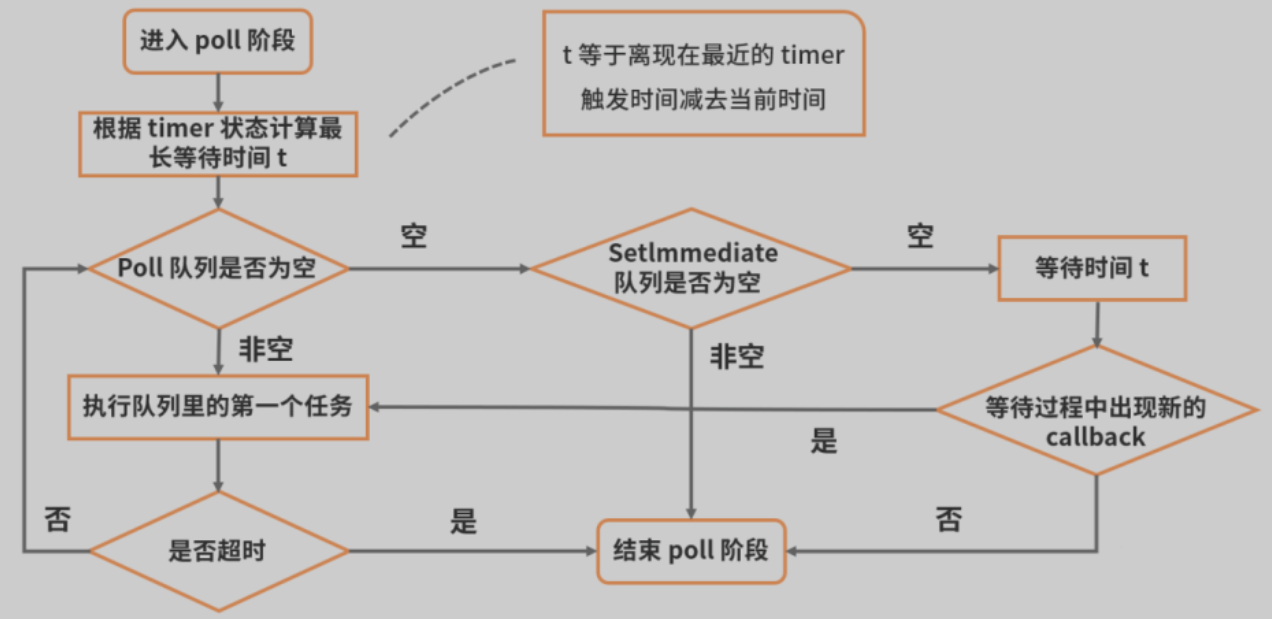 进入 poll 阶段
t 等于离现在最近的 timer
触发时间减去当前时间
根据 timer 状态计算最
长等待时间 t
空
空
Poll 队列是否为空
Setlmmediate
队列是否为空
等待时间 t
非空
非空
执行队列里的第一个任务
等待过程中出现新的
callback
是
否
是
否
是否超时
结束 poll 阶段